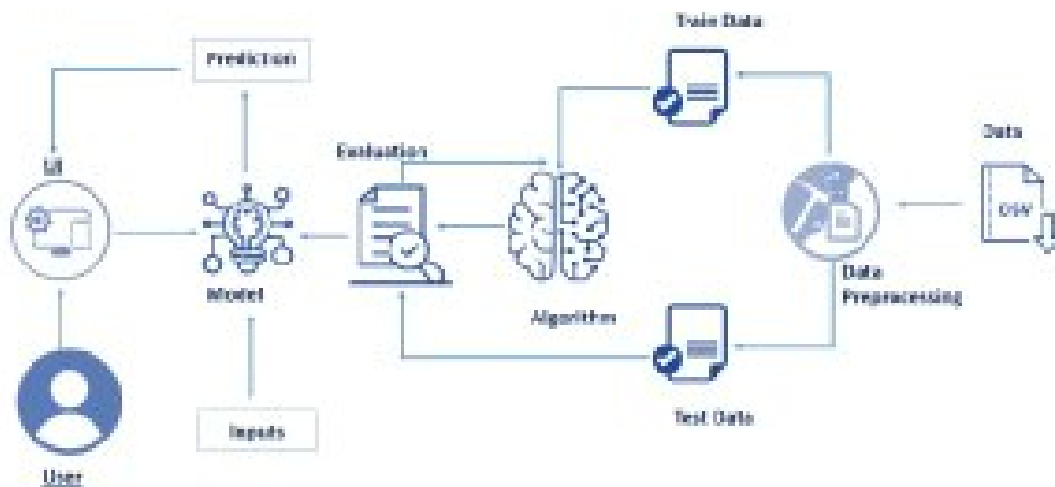 Train Data
Prediction
Data
Evaluation
UI
CSV
Data
Preprocessing
Model
Algorithm
Test Data
Inputs
User